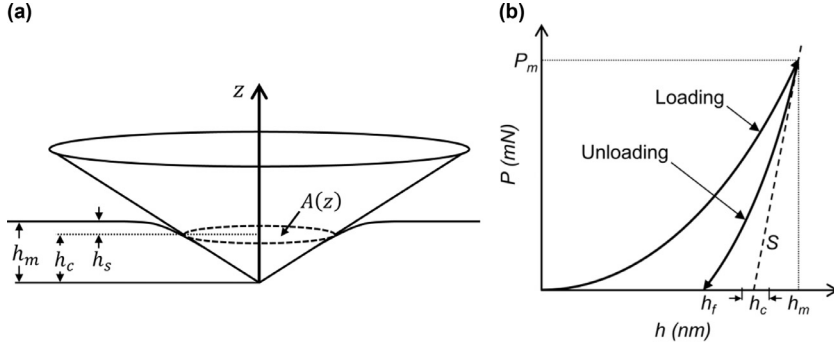 (a)
z
A(z)
h_m
h_c
h_s
(b)
P_m
Loading
Unloading
P (mN)
S
h_f
h_c
h_m
h (nm)